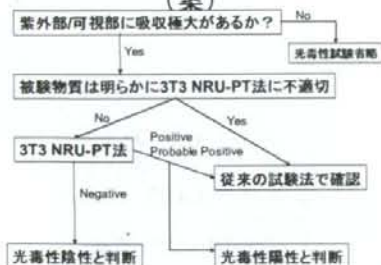 (案)
紫外部/可視部に吸収極大があるか？
No
Yes
光毒性試験省略
被験物質は明らかに3T3 NRU-PT法に不適切
No
Yes
Positive
Probable Positive
3T3 NRU-PT法
従来の試験法で確認
Negative
光毒性陰性と判断
光毒性陽性と判断